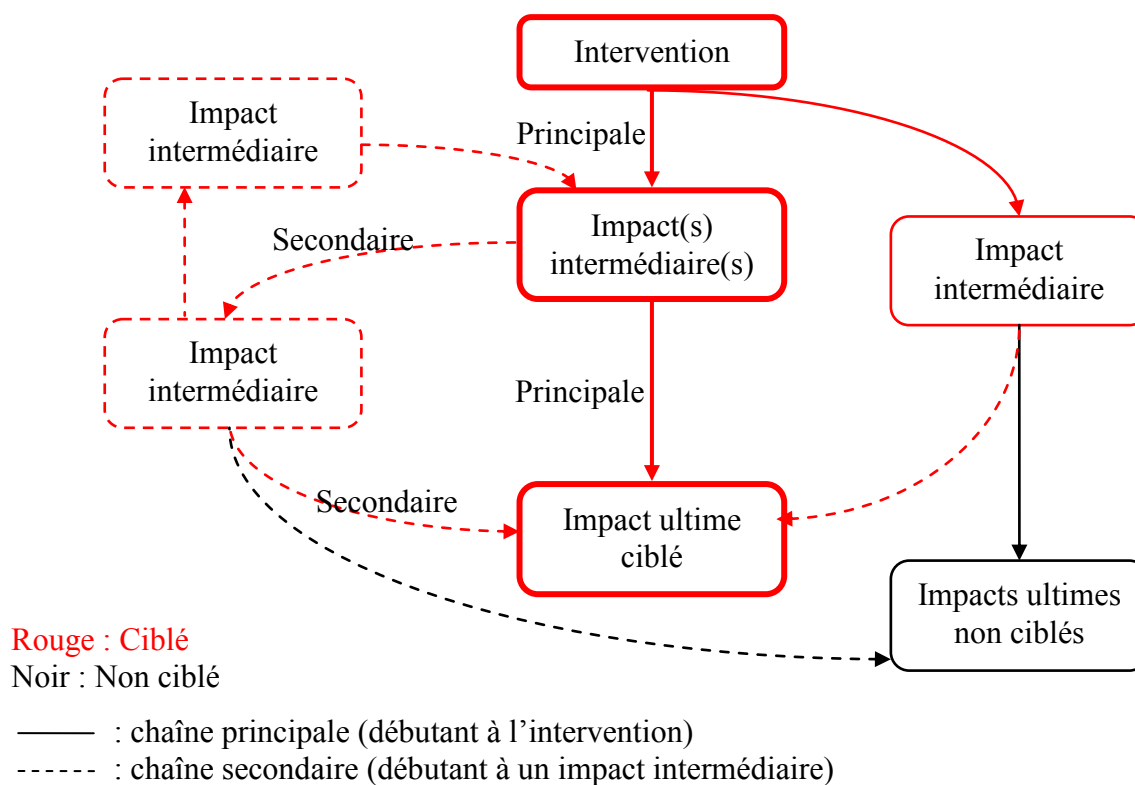 Intervention
Impact
intermédiaire
Principale
Secondaire
Impact(s)
intermédiaire(s)
Impact
intermédiaire
Impact
intermédiaire
Principale
Secondaire
Impact ultime
ciblé
Impacts ultimes
non ciblés
Rouge : Ciblé
Noir : Non ciblé
: chaîne principale (débutant à l’intervention)
: chaîne secondaire (débutant à un impact intermédiaire)